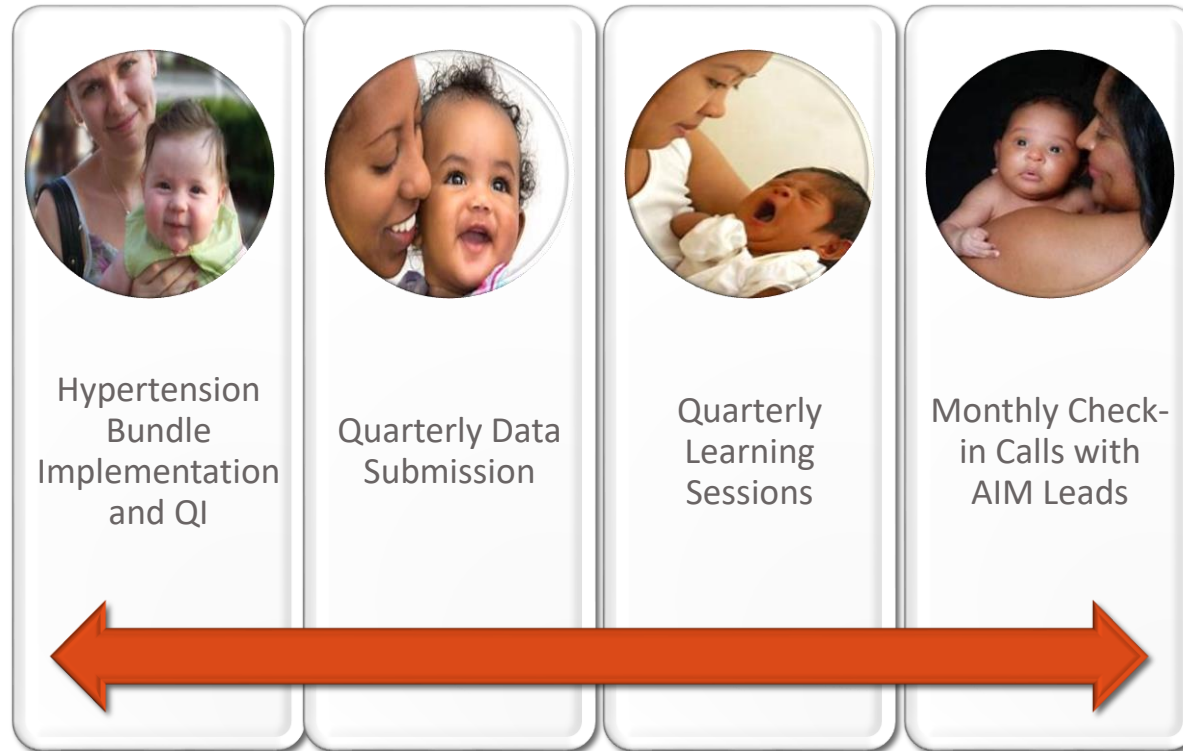 Hypertension
Bundle
Implementation
and QI
Quarterly Data
Submission
Quarterly
Learning
Sessions
Monthly Check-
in Calls with
AIM Leads